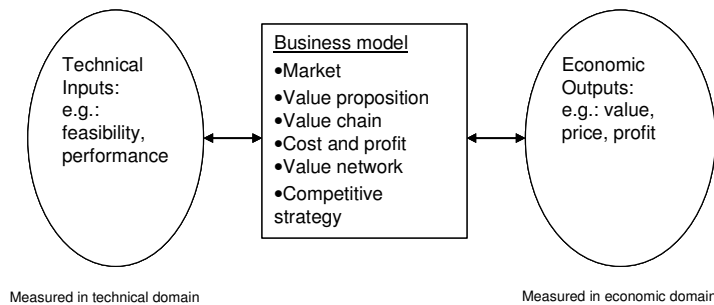 Technical
Inputs:
e.g.:
feasibility,
performance
Business model
•Market
•Value proposition
•Value chain
•Cost and profit
•Value network
•Competitive
strategy
Economic
Outputs:
e.g.: value,
price, profit
Measured in technical domain
Measured in economic domain